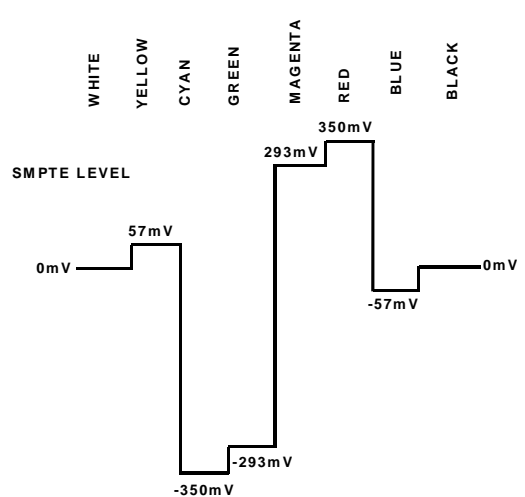 WHITE
YELLOW
CYAN
GREEN
MAGENTA
RED
BLUE
BLACK
350mV
293mV
SMPTE LEVEL
57mV
0mV
0mV
-57mV
-293mV
-350mV